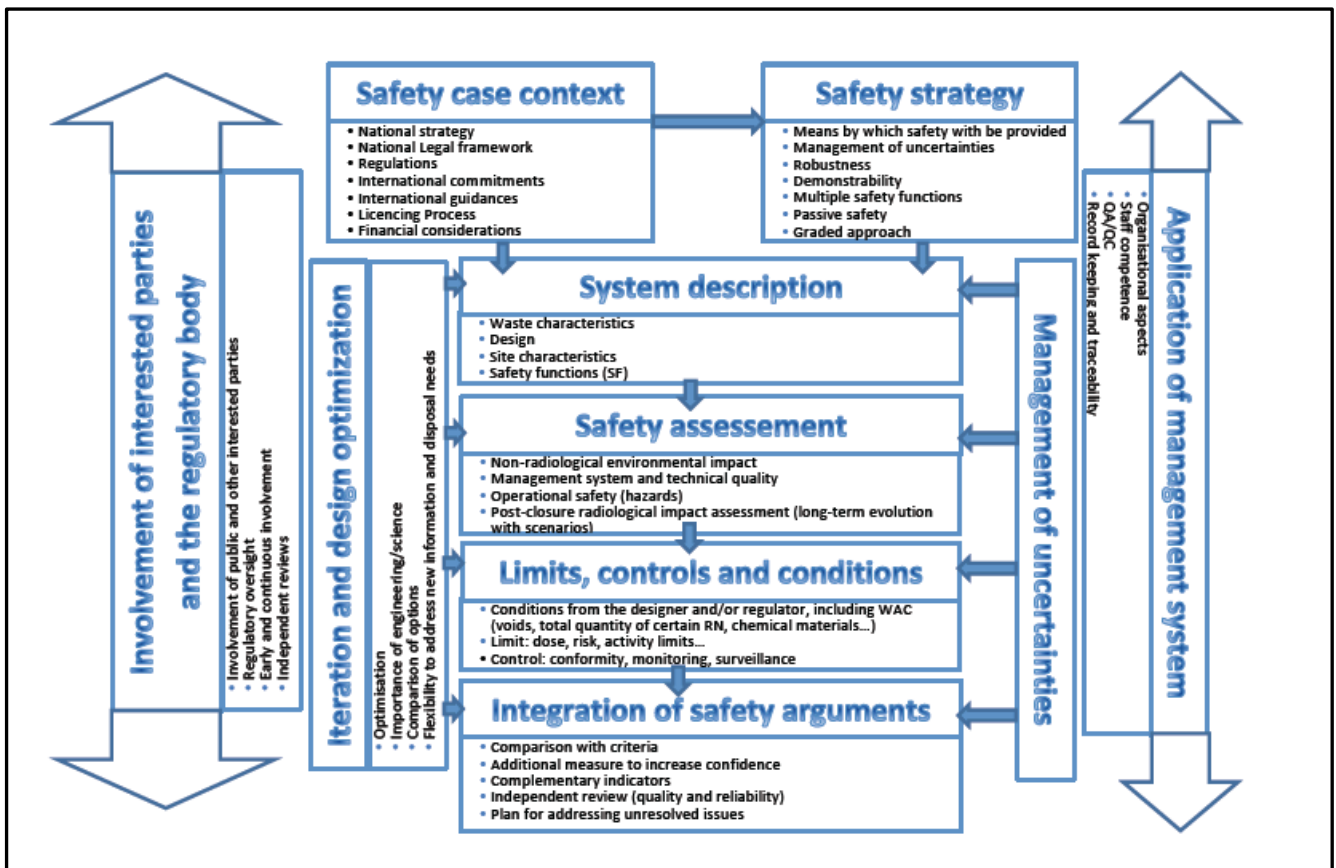 Safety case context
• National strategy
• National Legal framework
• Regulations
• International commitments
• International guidances
• Licencing Process
• Financial considerations
Safety strategy
• Means by which safety with be provided
• Management of uncertainties
• Robustness
• Demonstrability
• Multiple safety functions
• Passive safety
• Graded approach
Involvement of interested parties
and the regulatory body
• Involvement of public and other interested parties
• Regulatory oversight
• Early and continuous involvement
• Independent reviews
Iteration and design optimization
• Optimisation
• Importance of engineering/science
• Comparison of options
• Flexibility to address new information and disposal needs
System description
• Waste characteristics
• Design
• Site characteristics
• Safety functions (SF)
Safety assessement
• Non-radiological environmental impact
• Management system and technical quality
• Operational safety (hazards)
• Post-closure radiological impact assessment (long-term evolution
with scenarios)
Limits, controls and conditions
• Conditions from the designer and/or regulator, including WAC
(voids, total quantity of certain RN, chemical materials...)
• Limit: dose, risk, activity limits...
• Control: conformity, monitoring, surveillance
Integration of safety arguments
• Comparison with criteria
• Additional measure to increase confidence
• Complementary indicators
• Independent review (quality and reliability)
• Plan for addressing unresolved issues
Management of uncertainties
Application of management system
• Organisational aspects
• Staff competence
• QA/QC
• Record keeping and traceability